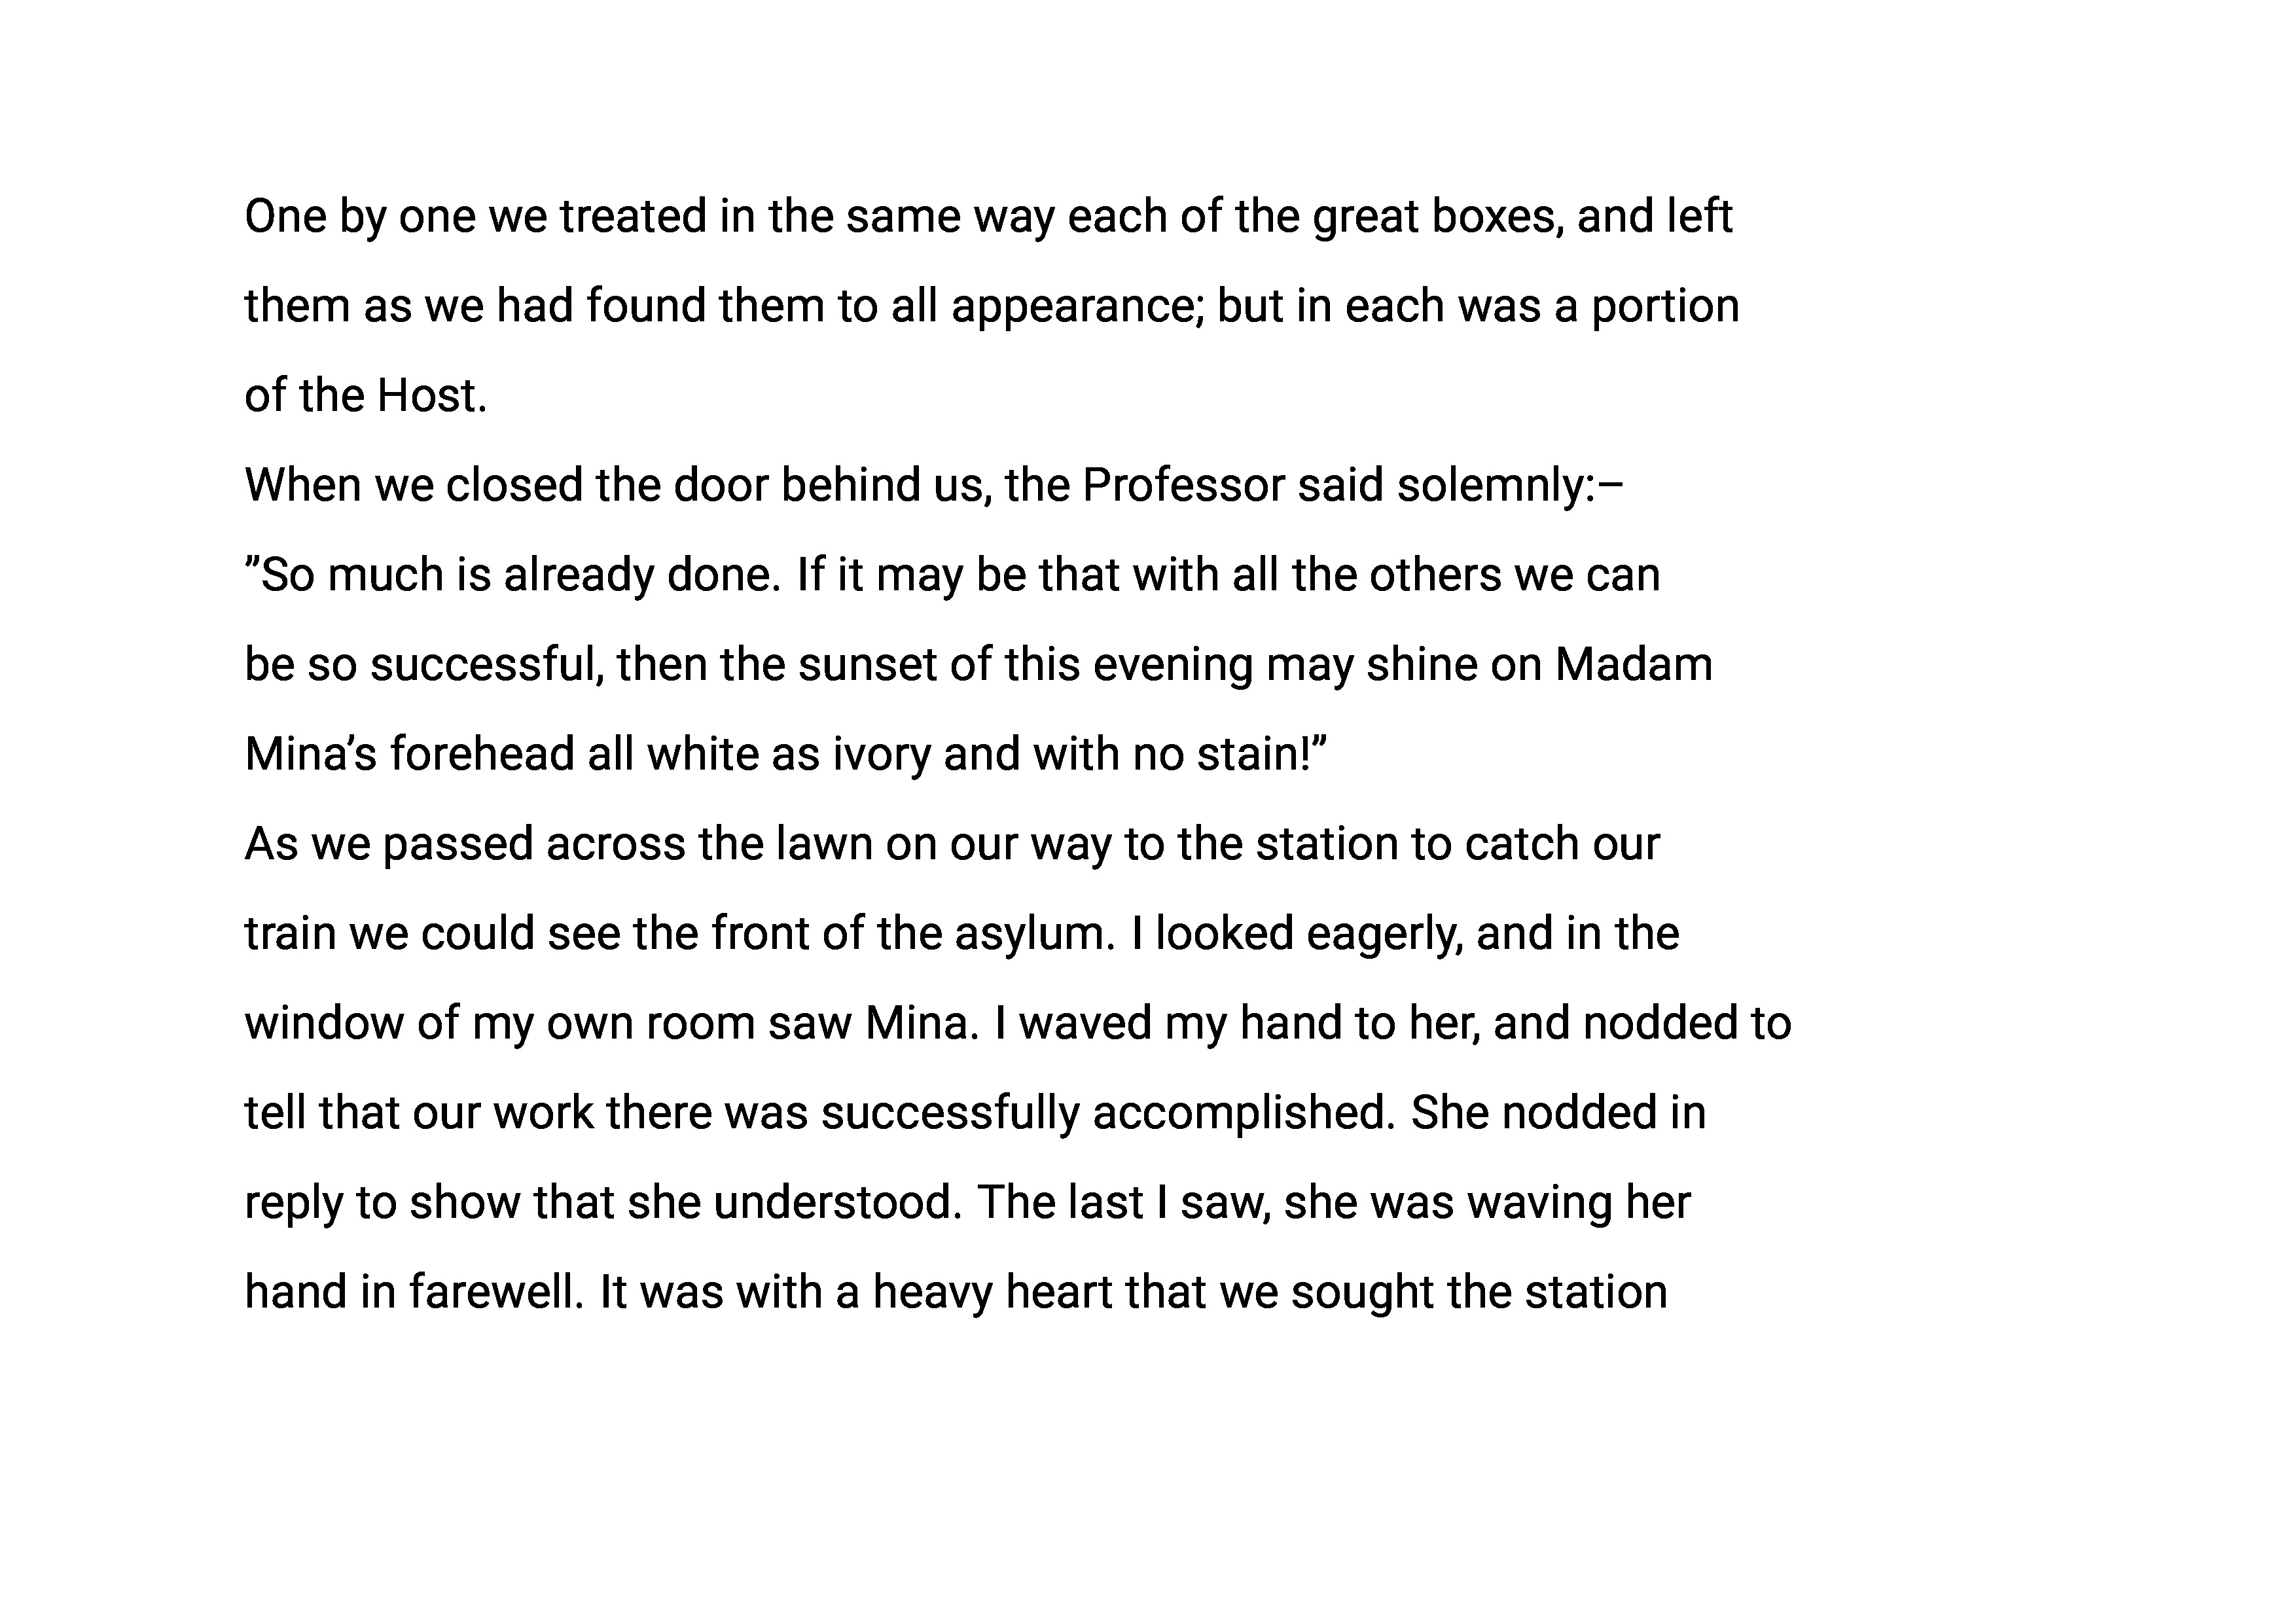 One by one we treated in the same way each of the great boxes, and left
them as we had found them to all appearance; but in each was a portion
of the Host.
When we closed the door behind us, the Professor said solemnly:–
”So much is already done. If it may be that with all the others we can
be so successful, then the sunset of this evening may shine on Madam
Mina’s forehead all white as ivory and with no stain!”
As we passed across the lawn on our way to the station to catch our
train we could see the front of the asylum. I looked eagerly, and in the
window of my own room saw Mina. I waved my hand to her, and nodded to
tell that our work there was successfully accomplished. She nodded in
reply to show that she understood. The last I saw, she was waving her
hand in farewell. It was with a heavy heart that we sought the station